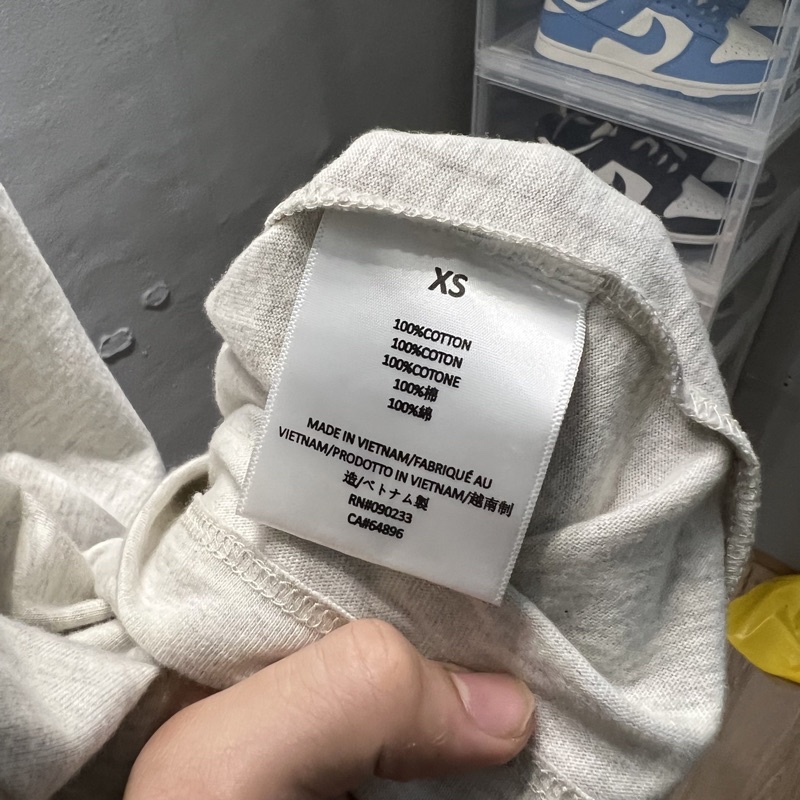 XS
100%COTTON
100%COTON
100%COTONE
100%棉
100%綿
MADE IN VIETNAM/FABRIQUÉ AU
VIETNAM/PRODOTTO IN VIETNAM/越南制
造/ベトナム製
RN#090233
CA#64896